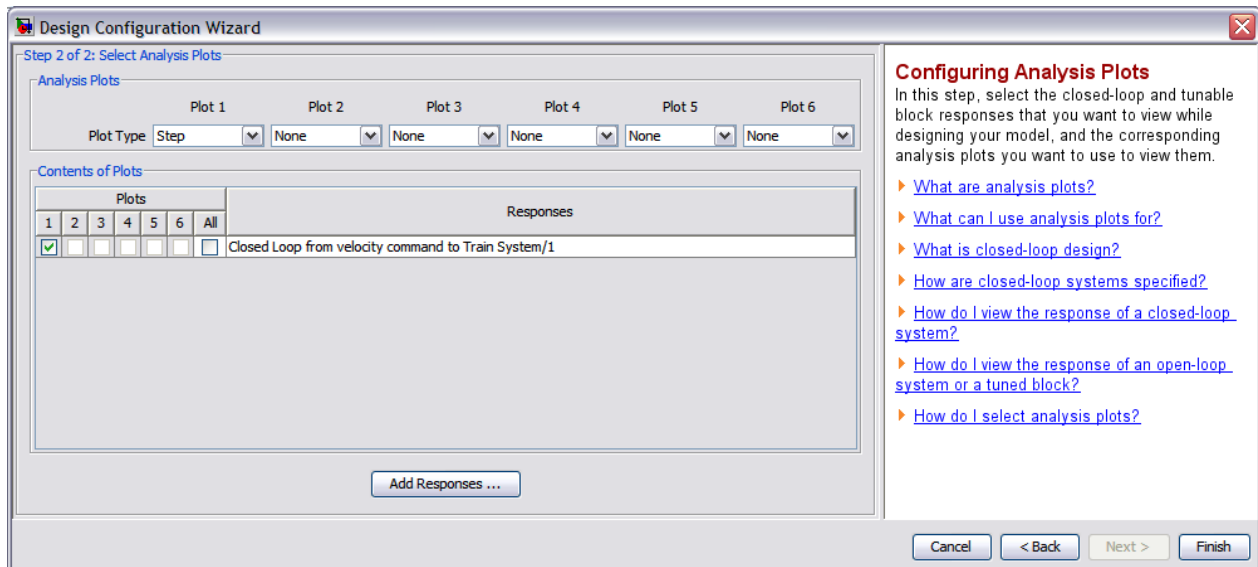 Design Configuration Wizard
Step 2 of 2: Select Analysis Plots
Analysis Plots
Plot 1 Plot 2 Plot 3 Plot 4 Plot 5 Plot 6
Plot Type Step None None None None None
Contents of Plots
Plots
Responses
1 2 3 4 5 6 All
Closed Loop from velocity command to Train System/1
Add Responses ...
Configuring Analysis Plots
In this step, select the closed-loop and tunable
block responses that you want to view while
designing your model, and the corresponding
analysis plots you want to use to view them.
What are analysis plots?
What can I use analysis plots for?
What is closed-loop design?
How are closed-loop systems specified?
How do I view the response of a closed-loop
system?
How do I view the response of an open-loop
system or a tuned block?
How do I select analysis plots?
Cancel < Back Next > Finish